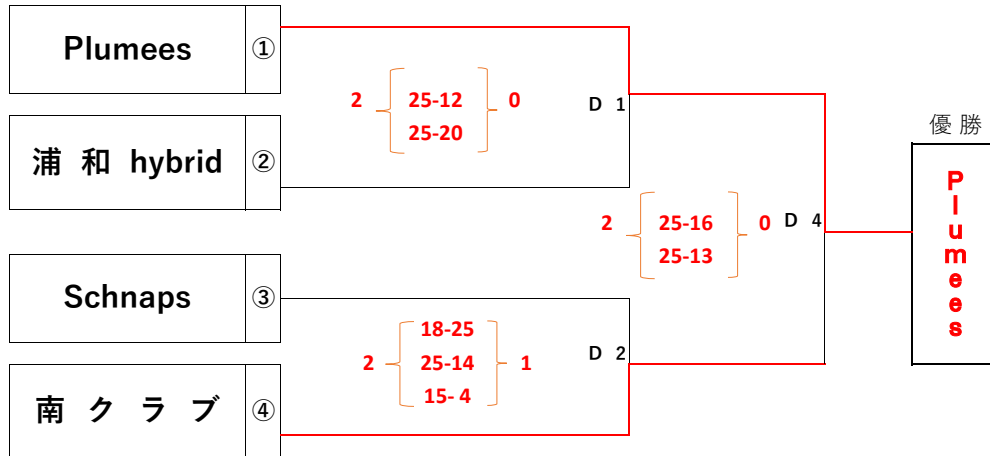 Plumees ①
2 25-12 0
25-20
D 1
浦 和 hybrid ②
優 勝
Plumees
2 25-16 0
25-13
D 4
Schnaps ③
18-25
2 25-14 1
15- 4
D 2
南 ク ラ ブ ④